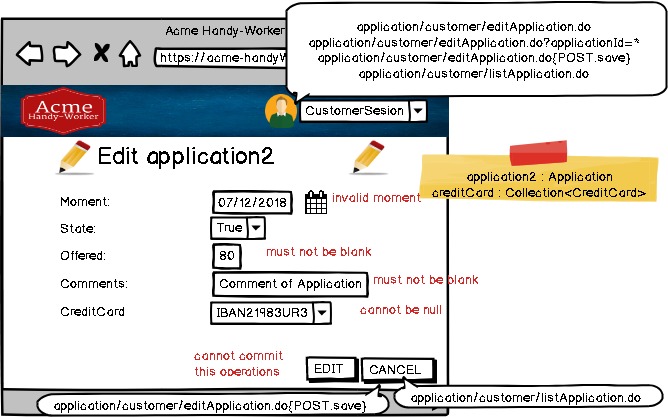 application/customer/editApplication.do
application/customer/editApplication.do?applicationId=*
application/customer/editApplication.do{POST.save}
application/customer/listApplication.do
Acme Handy-Worker
https://acme-handyW
Acme
Handy-Worker
CustomerSesion
Edit application2
application2 : Application
creditCard : Collection<CreditCard>
Moment: 07/12/2018 invalid moment
State: True
Offered: 80 must not be blank
Comments: Comment of Application must not be blank
CreditCard IBAN21983UR3 cannot be null
cannot commit
this operations
EDIT CANCEL
application/customer/editApplication.do{POST.save}
application/customer/listApplication.do